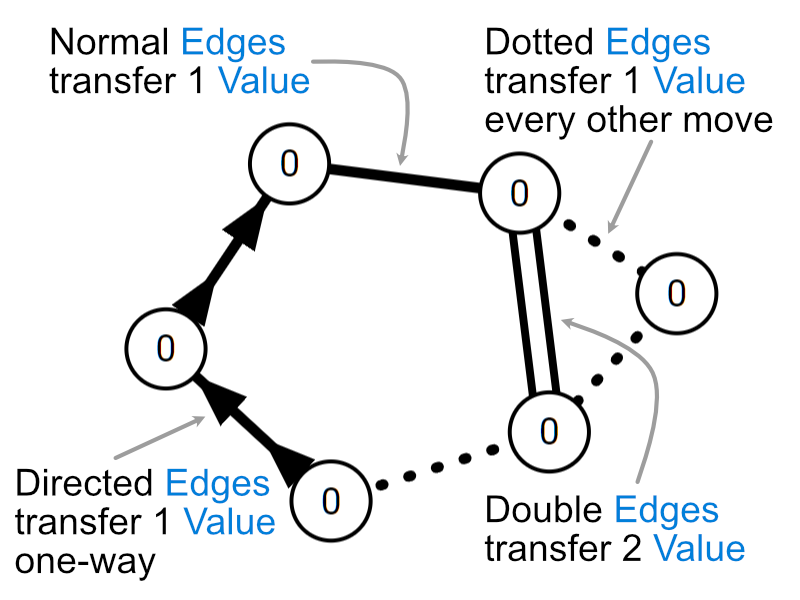 Normal Edges
transfer 1 Value
Dotted Edges
transfer 1 Value
every other move
0
0
0
0
0
0
Directed Edges
transfer 1 Value
one-way
Double Edges
transfer 2 Value